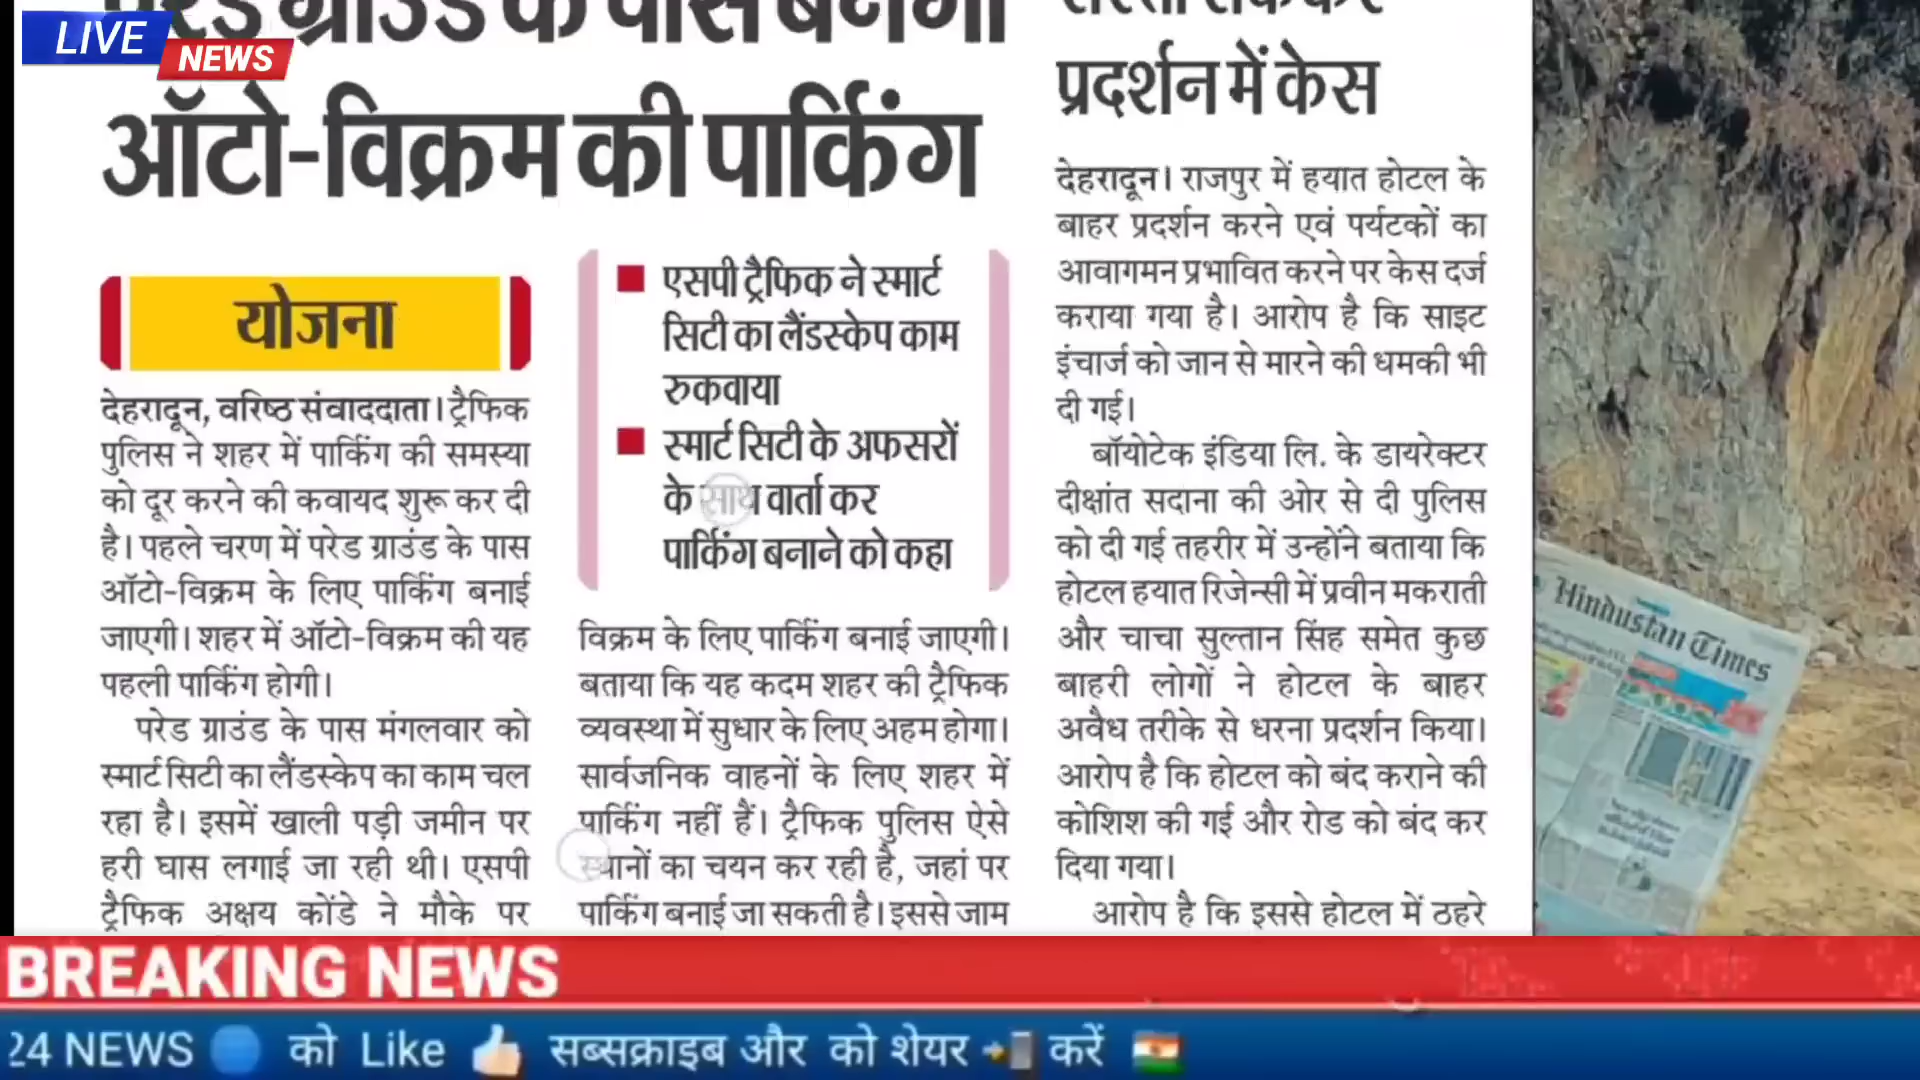 LIVE
NEWS
परेड ग्राउंड के पास बनेगी
ऑटो-विक्रम की पार्किंग
योजना
देहरादून, वरिष्ठ संवाददाता। ट्रैफिक
पुलिस ने शहर में पार्किंग की समस्या
को दूर करने की कवायद शुरू कर दी
है। पहले चरण में परेड ग्राउंड के पास
ऑटो-विक्रम के लिए पार्किंग बनाई
जाएगी। शहर में ऑटो-विक्रम की यह
पहली पार्किंग होगी।
परेड ग्राउंड के पास मंगलवार को
स्मार्ट सिटी का लैंडस्केप का काम चल
रहा है। इसमें खाली पड़ी जमीन पर
हरी घास लगाई जा रही थी। एसपी
ट्रैफिक अक्षय कोंडे ने मौके पर
एसपी ट्रैफिक ने स्मार्ट
सिटी का लैंडस्केप काम
रुकवाया
स्मार्ट सिटी के अफसरों
के साथ वार्ता कर
पार्किंग बनाने को कहा
विक्रम के लिए पार्किंग बनाई जाएगी।
बताया कि यह कदम शहर की ट्रैफिक
व्यवस्था में सुधार के लिए अहम होगा।
सार्वजनिक वाहनों के लिए शहर में
पार्किंग नहीं हैं। ट्रैफिक पुलिस ऐसे
स्थानों का चयन कर रही है, जहां पर
पार्किंग बनाई जा सकती है। इससे जाम
प्रदर्शन में केस
देहरादून। राजपुर में हयात होटल के
बाहर प्रदर्शन करने एवं पर्यटकों का
आवागमन प्रभावित करने पर केस दर्ज
कराया गया है। आरोप है कि साइट
इंचार्ज को जान से मारने की धमकी भी
दी गई।
बॉयोटेक इंडिया लि. के डायरेक्टर
दीक्षांत सदाना की ओर से दी पुलिस
को दी गई तहरीर में उन्होंने बताया कि
होटल हयात रिजेन्सी में प्रवीन मकराती
और चाचा सुल्तान सिंह समेत कुछ
बाहरी लोगों ने होटल के बाहर
अवैध तरीके से धरना प्रदर्शन किया।
आरोप है कि होटल को बंद कराने की
कोशिश की गई और रोड को बंद कर
दिया गया।
आरोप है कि इससे होटल में ठहरे
Hindustan Times
BREAKING NEWS
24 NEWS को Like सब्सक्राइब और को शेयर करें